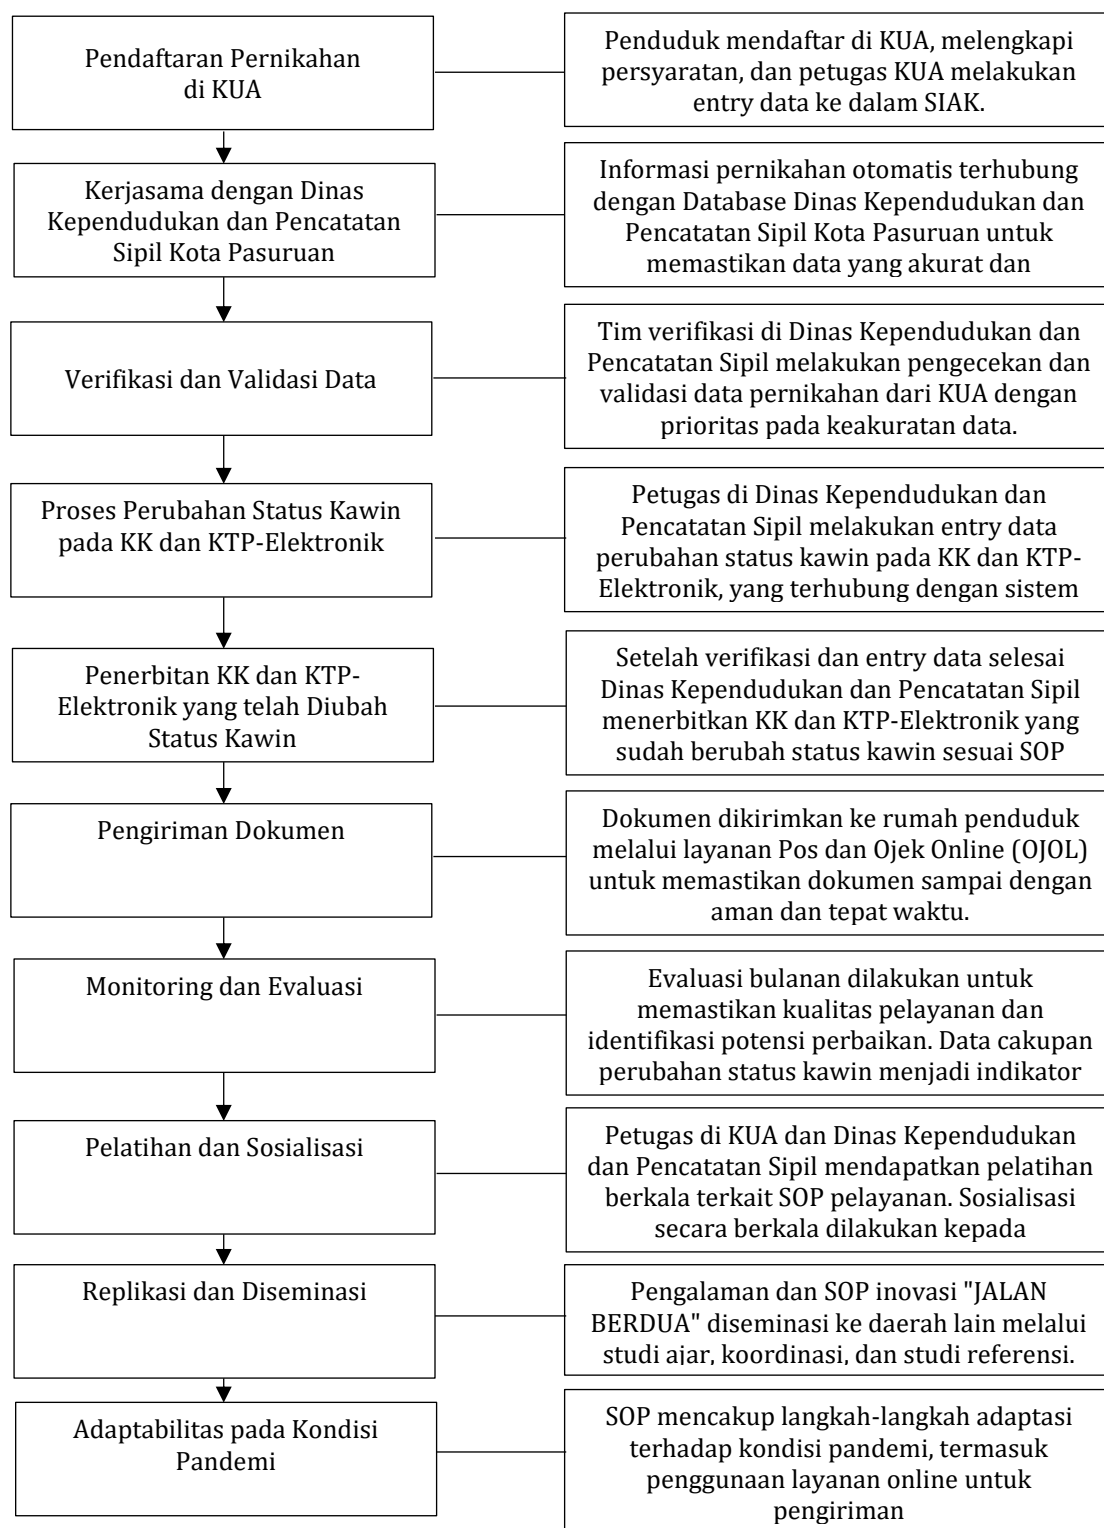 Pendaftaran Pernikahan
di KUA
Penduduk mendaftar di KUA, melengkapi
persyaratan, dan petugas KUA melakukan
entry data ke dalam SIAK.
Kerjasama dengan Dinas
Kependudukan dan Pencatatan
Sipil Kota Pasuruan
Informasi pernikahan otomatis terhubung
dengan Database Dinas Kependudukan dan
Pencatatan Sipil Kota Pasuruan untuk
memastikan data yang akurat dan
Verifikasi dan Validasi Data
Tim verifikasi di Dinas Kependudukan dan
Pencatatan Sipil melakukan pengecekan dan
validasi data pernikahan dari KUA dengan
prioritas pada keakuratan data.
Proses Perubahan Status Kawin
pada KK dan KTP-Elektronik
Petugas di Dinas Kependudukan dan
Pencatatan Sipil melakukan entry data
perubahan status kawin pada KK dan KTP-
Elektronik, yang terhubung dengan sistem
Penerbitan KK dan KTP-
Elektronik yang telah Diubah
Status Kawin
Setelah verifikasi dan entry data selesai
Dinas Kependudukan dan Pencatatan Sipil
menerbitkan KK dan KTP-Elektronik yang
sudah berubah status kawin sesuai SOP
Pengiriman Dokumen
Dokumen dikirimkan ke rumah penduduk
melalui layanan Pos dan Ojek Online (OJOL)
untuk memastikan dokumen sampai dengan
aman dan tepat waktu.
Monitoring dan Evaluasi
Evaluasi bulanan dilakukan untuk
memastikan kualitas pelayanan dan
identifikasi potensi perbaikan. Data cakupan
perubahan status kawin menjadi indikator
Pelatihan dan Sosialisasi
Petugas di KUA dan Dinas Kependudukan
dan Pencatatan Sipil mendapatkan pelatihan
berkala terkait SOP pelayanan. Sosialisasi
secara berkala dilakukan kepada
Replikasi dan Diseminasi
Pengalaman dan SOP inovasi "JALAN
BERDUA" diseminasi ke daerah lain melalui
studi ajar, koordinasi, dan studi referensi.
Adaptabilitas pada Kondisi
Pandemi
SOP mencakup langkah-langkah adaptasi
terhadap kondisi pandemi, termasuk
penggunaan layanan online untuk
pengiriman